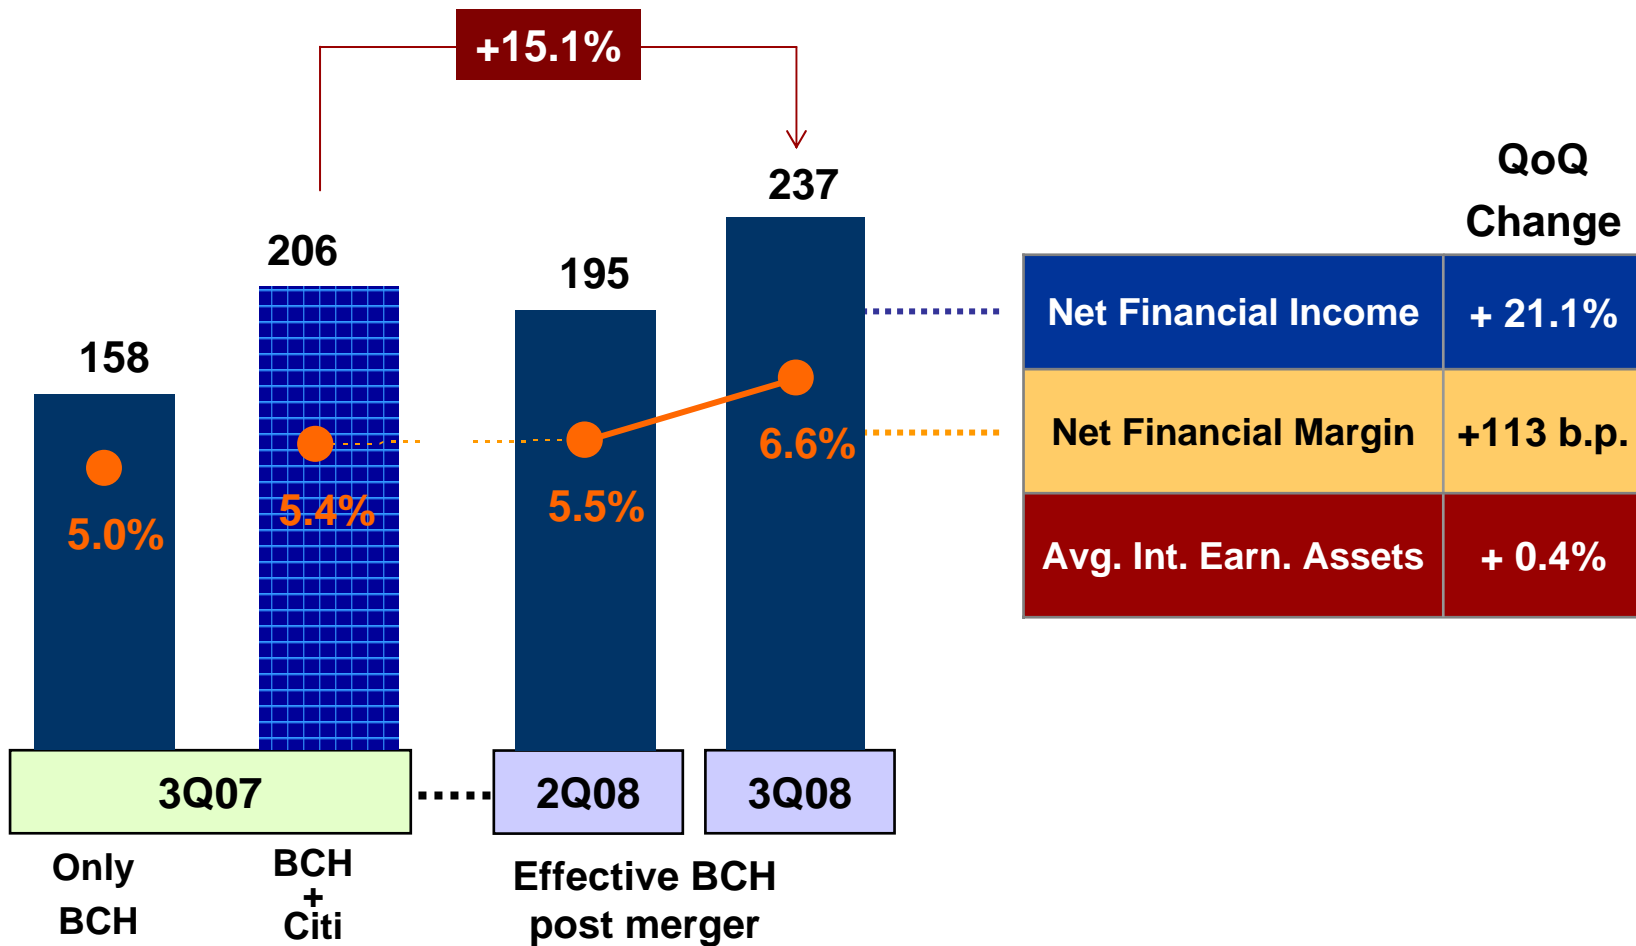 +15.1%
237
206
195
158
6.6%
5.4%
5.5%
5.0%
3Q07
2Q08
3Q08
Only
BCH
BCH
+
Citi
Effective BCH
post merger
QoQ
Change
Net Financial Income + 21.1%
Net Financial Margin +113 b.p.
Avg. Int. Earn. Assets + 0.4%